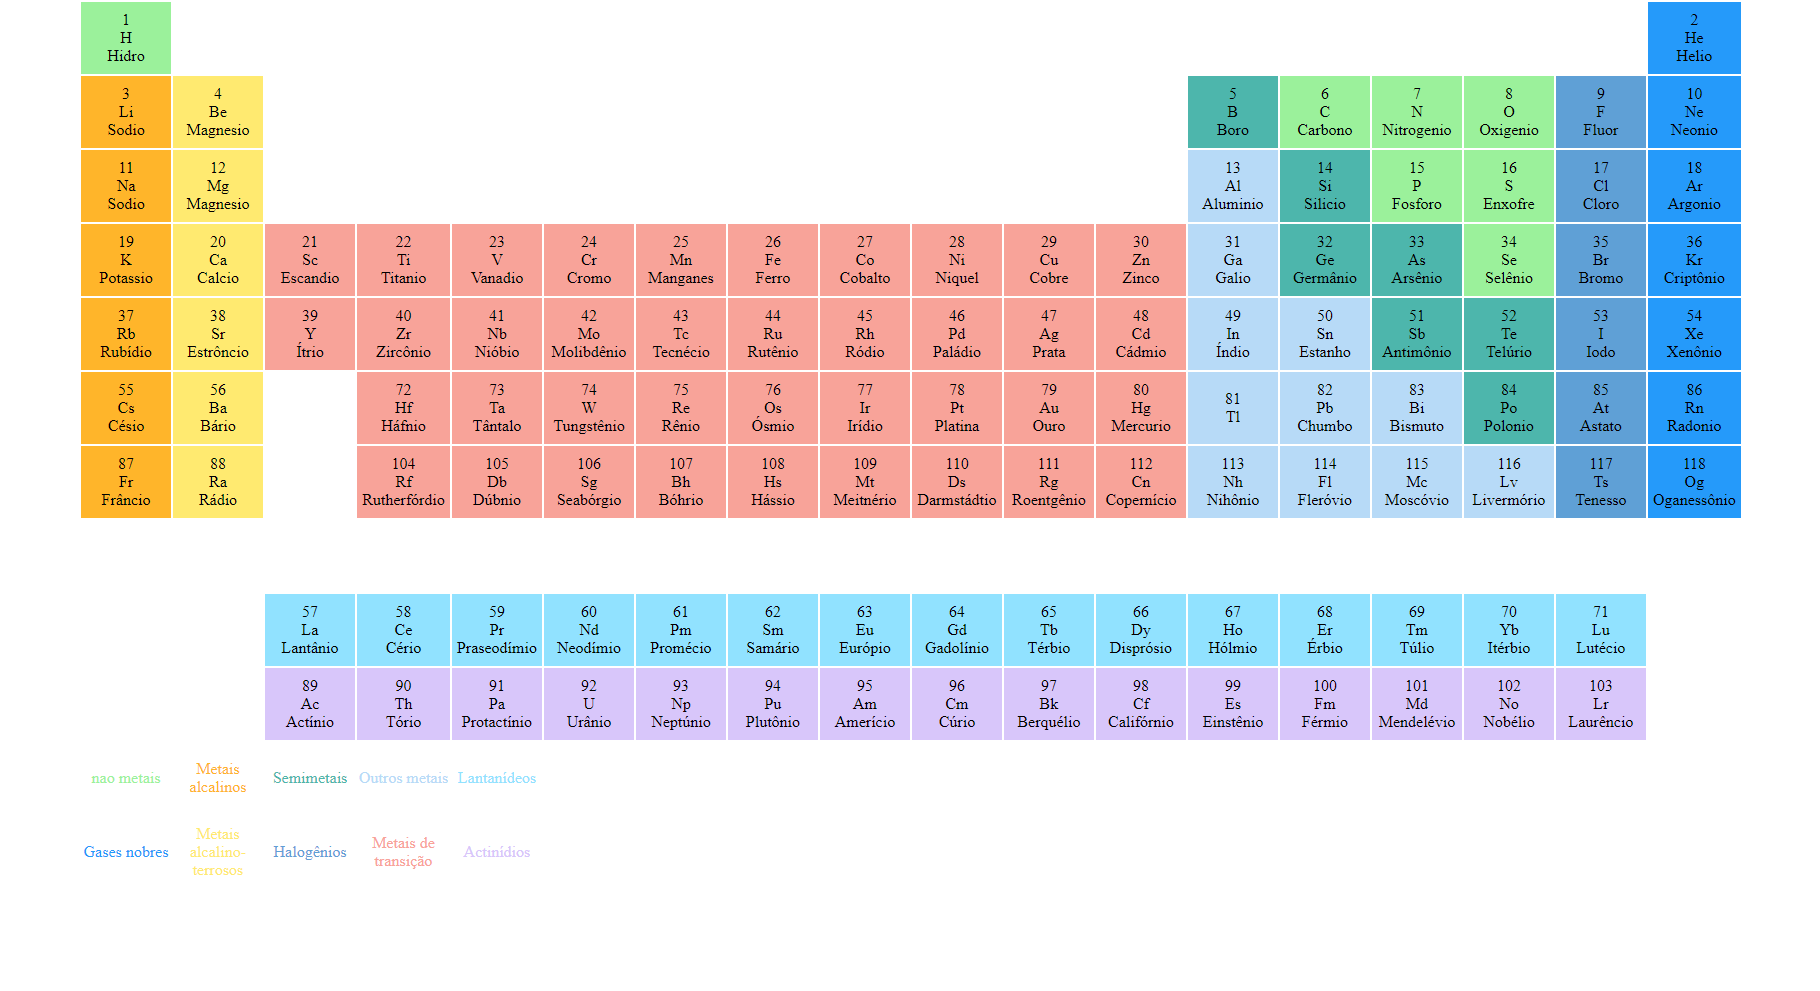 1
H
Hidro
2
He
Helio
3
Li
Sodio
4
Be
Magnesio
5
B
Boro
6
C
Carbono
7
N
Nitrogenio
8
O
Oxigenio
9
F
Fluor
10
Ne
Neonio
11
Na
Sodio
12
Mg
Magnesio
13
Al
Aluminio
14
Si
Silicio
15
P
Fosforo
16
S
Enxofre
17
Cl
Cloro
18
Ar
Argonio
19
K
Potassio
20
Ca
Calcio
21
Sc
Escandio
22
Ti
Titanio
23
V
Vanadio
24
Cr
Cromo
25
Mn
Manganes
26
Fe
Ferro
27
Co
Cobalto
28
Ni
Niquel
29
Cu
Cobre
30
Zn
Zinco
31
Ga
Galio
32
Ge
Germânio
33
As
Arsênio
34
Se
Selênio
35
Br
Bromo
36
Kr
Criptônio
37
Rb
Rubídio
38
Sr
Estrôncio
39
Y
Ítrio
40
Zr
Zircônio
41
Nb
Nióbio
42
Mo
Molibdênio
43
Tc
Tecnécio
44
Ru
Rutênio
45
Rh
Ródio
46
Pd
Paládio
47
Ag
Prata
48
Cd
Cádmio
49
In
Índio
50
Sn
Estanho
51
Sb
Antimônio
52
Te
Telúrio
53
I
Iodo
54
Xe
Xenônio
55
Cs
Césio
56
Ba
Bário
72
Hf
Háfnio
73
Ta
Tântalo
74
W
Tungstênio
75
Re
Rênio
76
Os
Ósmio
77
Ir
Irídio
78
Pt
Platina
79
Au
Ouro
80
Hg
Mercurio
81
Tl
82
Pb
Chumbo
83
Bi
Bismuto
84
Po
Polonio
85
At
Astato
86
Rn
Radonio
87
Fr
Frâncio
88
Ra
Rádio
104
Rf
Rutherfórdio
105
Db
Dúbnio
106
Sg
Seabórgio
107
Bh
Bóhrio
108
Hs
Hássio
109
Mt
Meitnério
110
Ds
Darmstádtio
111
Rg
Roentgênio
112
Cn
Copernício
113
Nh
Nihônio
114
Fl
Fleróvio
115
Mc
Moscóvio
116
Lv
Livermório
117
Ts
Tenesso
118
Og
Oganessônio
57
La
Lantânio
58
Ce
Cério
59
Pr
Praseodímio
60
Nd
Neodímio
61
Pm
Promécio
62
Sm
Samário
63
Eu
Európio
64
Gd
Gadolínio
65
Tb
Térbio
66
Dy
Disprósio
67
Ho
Hólmio
68
Er
Érbio
69
Tm
Túlio
70
Yb
Itérbio
71
Lu
Lutécio
89
Ac
Actínio
90
Th
Tório
91
Pa
Protactínio
92
U
Urânio
93
Np
Neptúnio
94
Pu
Plutônio
95
Am
Amerício
96
Cm
Cúrio
97
Bk
Berquélio
98
Cf
Califórnio
99
Es
Einstênio
100
Fm
Férmio
101
Md
Mendelévio
102
No
Nobélio
103
Lr
Laurêncio
nao metais
Metais
alcalinos
Semimetais
Outros metais
Lantanídeos
Gases nobres
Metais
alcalino-
terrosos
Halogênios
Metais de
transição
Actinídios